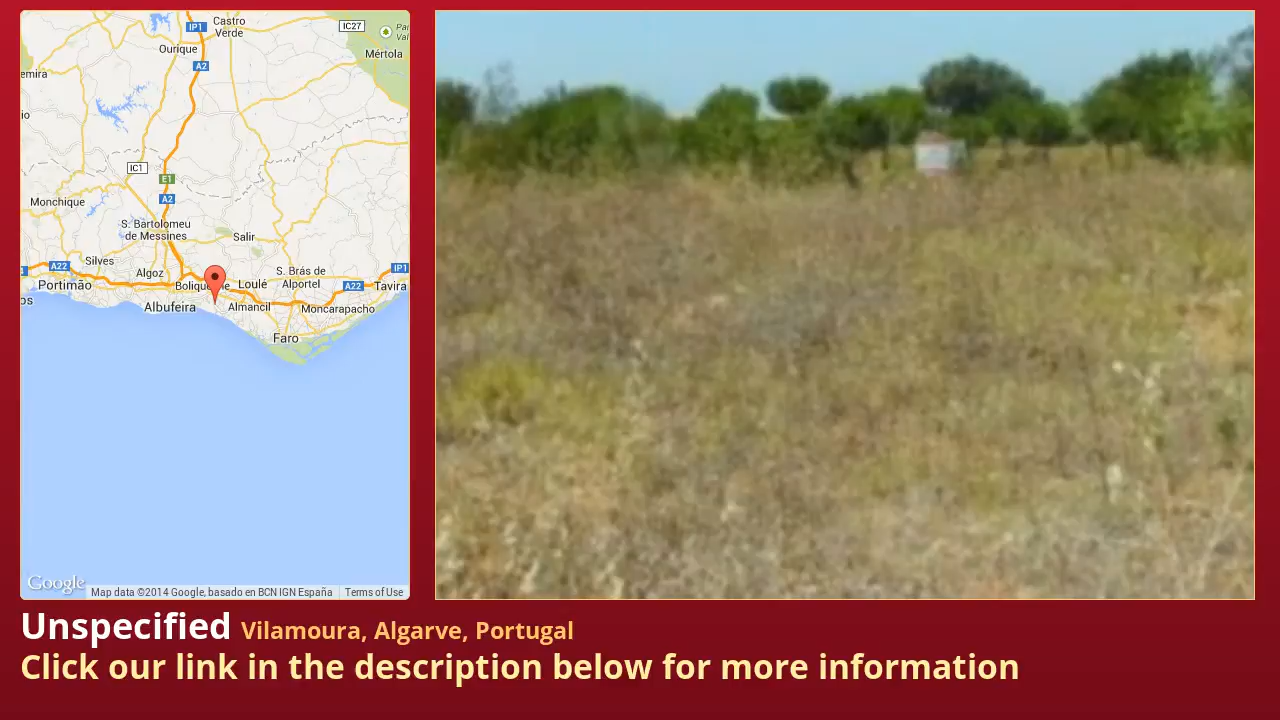 Castro
Verde
IP1
IC27
Ourique
Mértola
A2
emira
IC1
E1
A2
Monchique
S. Bartolomeu
de Messines
Salir
Silves
A22
Algoz
S. Brás de
Alportel
IP1
Portimão
Loulé
A22
Tavira
Albufeira
Almancil
Moncarapacho
Faro
Google
Map data ©2014 Google, basado en BCN IGN España
Terms of Use
Unspecified Vilamoura, Algarve, Portugal
Click our link in the description below for more information